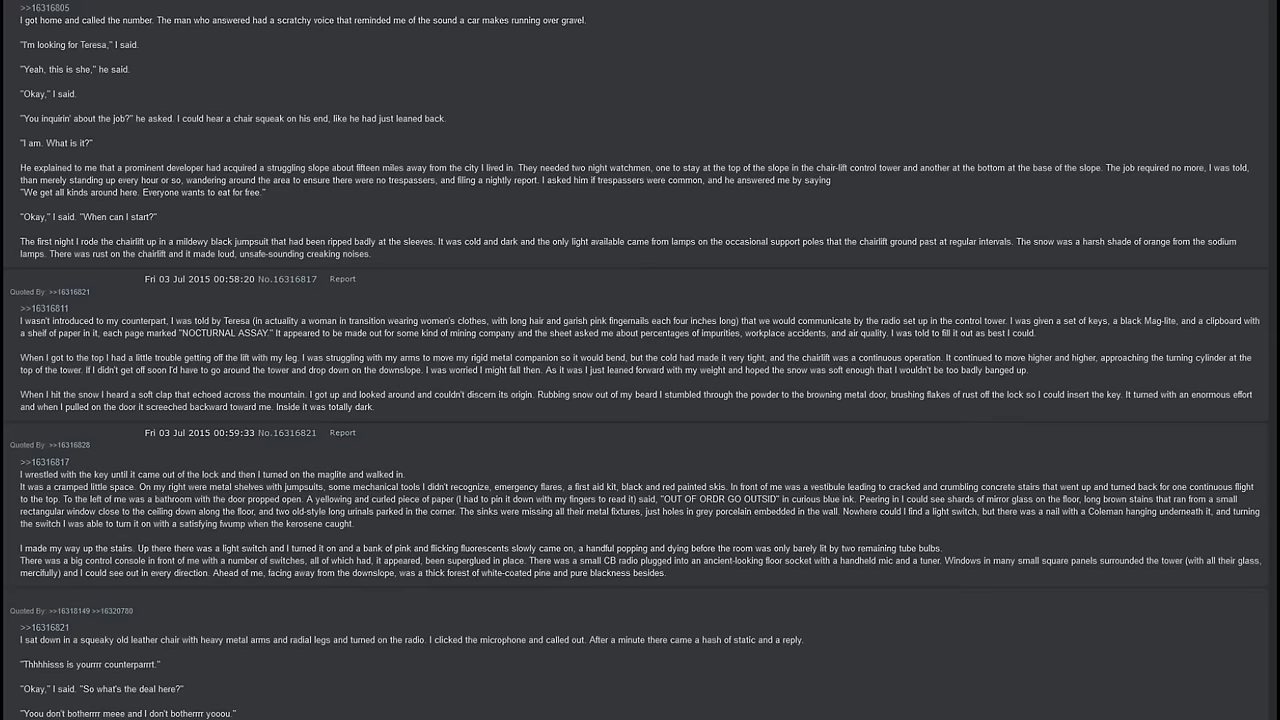 >>16316805
I got home and called the number. The man who answered had a scratchy voice that reminded me of the sound a car makes running over gravel.
"I'm looking for Teresa," I said.
"Yeah, this is she," he said.
"Okay," I said.
"You inquirin' about the job?" he asked. I could hear a chair squeak on his end, like he had just leaned back.
"I am. What is it?"
He explained to me that a prominent developer had acquired a struggling slope about fifteen miles away from the city I lived in. They needed two night watchmen, one to stay at the top of the slope in the chair-lift control tower and another at the bottom at the base of the slope. The job required no more, I was told,
than merely standing up every hour or so, wandering around the area to ensure there were no trespassers, and filing a nightly report. I asked him if trespassers were common, and he answered me by saying
"We get all kinds around here. Everyone wants to eat for free."
"Okay," I said. "When can I start?"
The first night I rode the chairlift up in a mildewy black jumpsuit that had been ripped badly at the sleeves. It was cold and dark and the only light available came from lamps on the occasional support poles that the chairlift ground past at regular intervals. The snow was a harsh shade of orange from the sodium
lamps. There was rust on the chairlift and it made loud, unsafe-sounding creaking noises.
Fri 03 Jul 2015 00:58:20 No.16316817 Report
Quoted By: >>16316821
>>16316811
I wasn't introduced to my counterpart, I was told by Teresa (in actuality a woman in transition wearing women's clothes, with long hair and garish pink fingernails each four inches long) that we would communicate by the radio set up in the control tower. I was given a set of keys, a black Mag-lite, and a clipboard with
a shelf of paper in it, each page marked "NOCTURNAL ASSAY." It appeared to be made out for some kind of mining company and the sheet asked me about percentages of impurities, workplace accidents, and air quality. I was told to fill it out as best I could.
When I got to the top I had a little trouble getting off the lift with my leg. I was struggling with my arms to move my rigid metal companion so it would bend, but the cold had made it very tight, and the chairlift was a continuous operation. It continued to move higher and higher, approaching the turning cylinder at the
top of the tower. If I didn't get off soon I'd have to go around the tower and drop down on the downslope. I was worried I might fall then. As it was I just leaned forward with my weight and hoped the snow was soft enough that I wouldn't be too badly banged up.
When I hit the snow I heard a soft clap that echoed across the mountain. I got up and looked around and couldn't discern its origin. Rubbing snow out of my beard I stumbled through the powder to the browning metal door, brushing flakes of rust off the lock so I could insert the key. It turned with an enormous effort
and when I pulled on the door it screeched backward toward me. Inside it was totally dark.
Fri 03 Jul 2015 00:59:33 No.16316821 Report
Quoted By: >>16316828
>>16316817
I wrestled with the key until it came out of the lock and then I turned on the maglite and walked in.
It was a cramped little space. On my right were metal shelves with jumpsuits, some mechanical tools I didn't recognize, emergency flares, a first aid kit, black and red painted skis. In front of me was a vestibule leading to cracked and crumbling concrete stairs that went up and turned back for one continuous flight
to the top. To the left of me was a bathroom with the door propped open. A yellowing and curled piece of paper (I had to pin it down with my fingers to read it) said, "OUT OF ORDR GO OUTSID" in curious blue ink. Peering in I could see shards of mirror glass on the floor, long brown stains that ran from a small
rectangular window close to the ceiling down along the floor, and two old-style long urinals parked in the corner. The sinks were missing all their metal fixtures, just holes in grey porcelain embedded in the wall. Nowhere could I find a light switch, but there was a nail with a Coleman hanging underneath it, and turning
the switch I was able to turn it on with a satisfying fwump when the kerosene caught.
I made my way up the stairs. Up there there was a light switch and I turned it on and a bank of pink and flicking fluorescents slowly came on, a handful popping and dying before the room was only barely lit by two remaining tube bulbs.
There was a big control console in front of me with a number of switches, all of which had, it appeared, been superglued in place. There was a small CB radio plugged into an ancient-looking floor socket with a handheld mic and a tuner. Windows in many small square panels surrounded the tower (with all their glass,
mercifully) and I could see out in every direction. Ahead of me, facing away from the downslope, was a thick forest of white-coated pine and pure blackness besides.
Quoted By: >>16318149 >>16320780
>>16316821
I sat down in a squeaky old leather chair with heavy metal arms and radial legs and turned on the radio. I clicked the microphone and called out. After a minute there came a hash of static and a reply.
"Thhhhisss is yourrrr counterparrrt."
"Okay," I said. "So what's the deal here?"
"Yoou don't botherrrr meee and I don't botherrrr yooou."